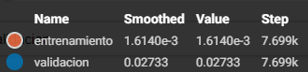 Name Smoothed Value Step
entrenamiento 1.6140e-3 1.6140e-3 7.699k
validacion 0.02733 0.02733 7.699k